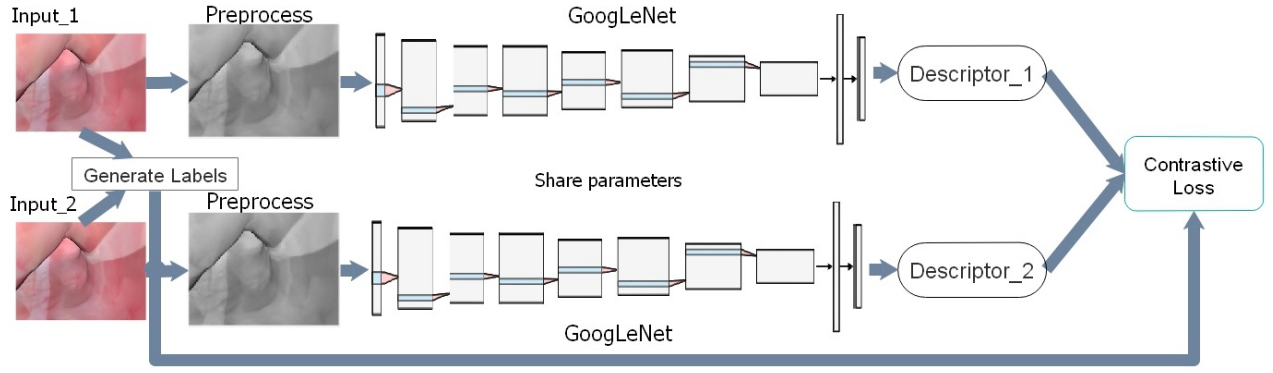 Input_1
Preprocess
GoogLeNet
Descriptor_1
Generate Labels
Share parameters
Contrastive
Loss
Input_2
Preprocess
Descriptor_2
GoogLeNet